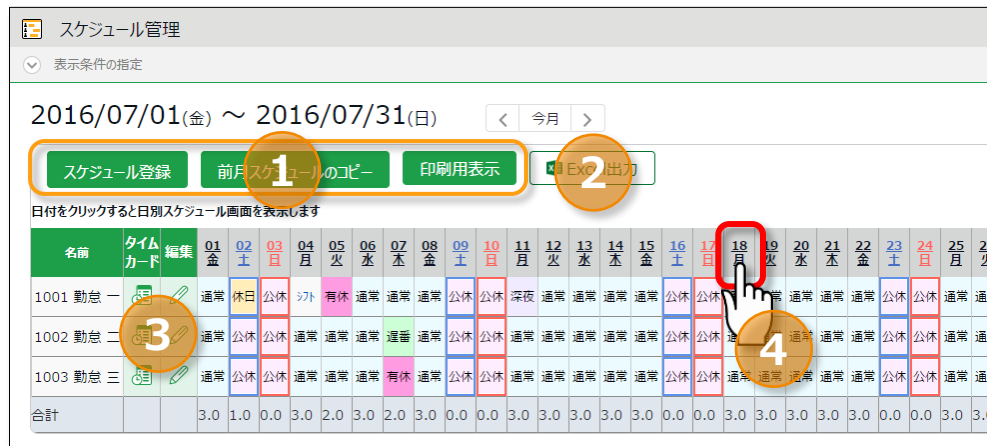 スケジュール管理
表示条件の指定
2016/07/01(金) ～ 2016/07/31(日) < 今月 >
スケジュール登録 前月スケジュールのコピー 印刷用表示 Excel出力
1 2
日付をクリックすると日別スケジュール画面を表示します
名前 タイムカード 編集 01金 02土 03日 04月 05火 06水 07木 08金 09土 10日 11月 12火 13水 14木 15金 16土 17日 18月 19火 20水 21木 22金 23土 24日 25月
1001 勤怠 一 通常 休日 公休 ｼﾌﾄ 有休 通常 通常 通常 公休 公休 深夜 通常 通常 通常 通常 公休 公休 通常 通常 通常 公休 公休 通常
1002 勤怠 二 通常 公休 公休 通常 通常 通常 遅番 通常 公休 公休 通常 通常 通常 通常 通常 公休 公休 通常 通常 公休 公休 通常
3 4
1003 勤怠 三 通常 公休 公休 通常 通常 通常 有休 通常 公休 公休 通常 通常 通常 通常 通常 公休 公休 通常 通常 通常 通常 通常 公休 公休 通常
合計 3.0 1.0 0.0 3.0 2.0 3.0 2.0 3.0 0.0 0.0 3.0 3.0 3.0 3.0 3.0 0.0 0.0 3.0 3.0 3.0 3.0 3.0 0.0 0.0 3.0